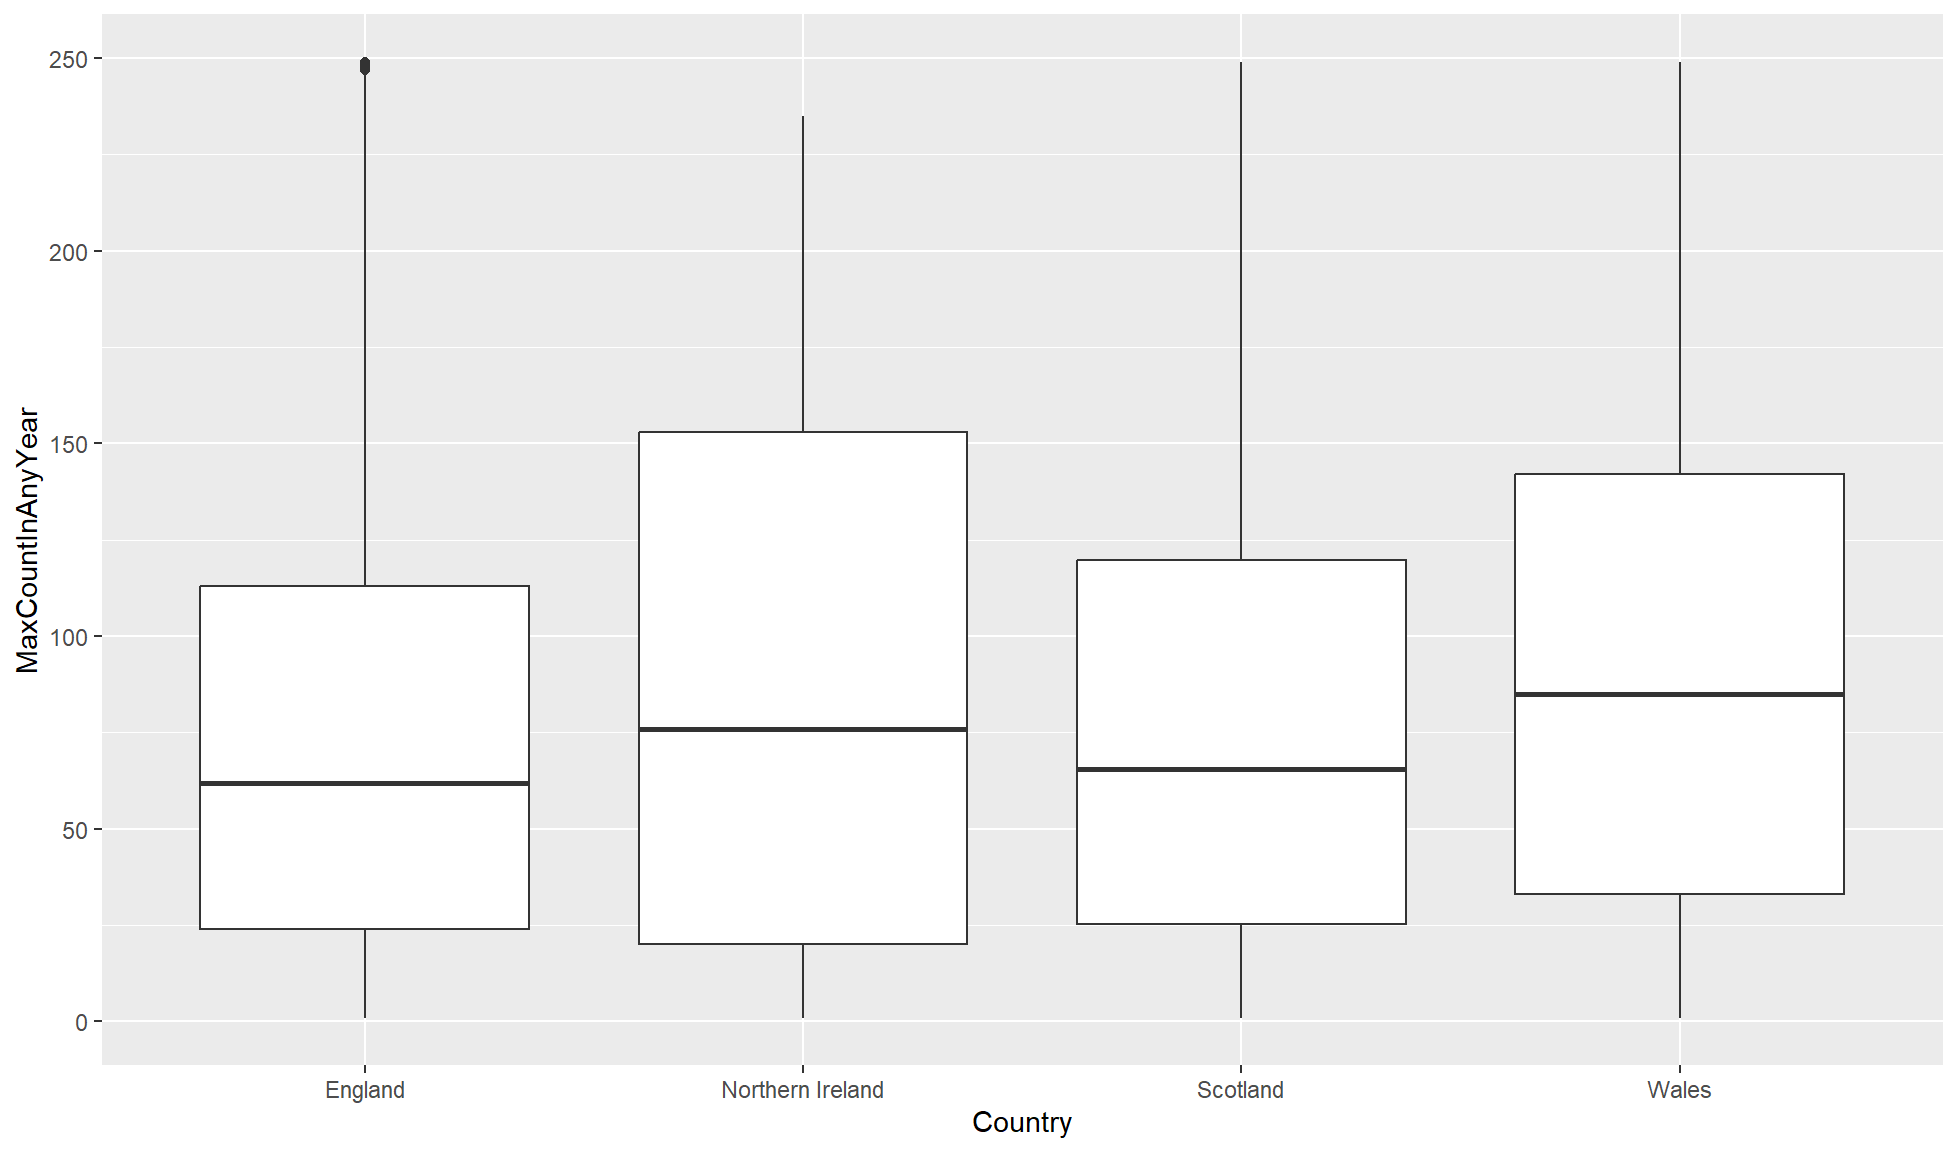 MaxCountInAnyYear
250
200
150
100
50
0
England
Northern Ireland
Scotland
Wales
Country